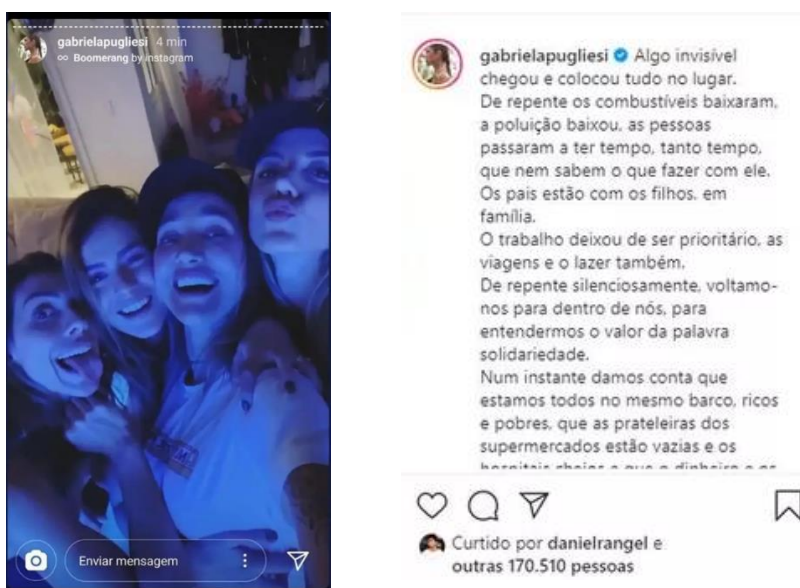 gabrielapugliesi 4 min
∞ Boomerang by instagram
Enviar mensagem
gabrielapugliesi Algo invisível
chegou e colocou tudo no lugar.
De repente os combustíveis baixaram,
a poluição baixou, as pessoas
passaram a ter tempo, tanto tempo,
que nem sabem o que fazer com ele.
Os pais estão com os filhos, em
família.
O trabalho deixou de ser prioritário, as
viagens e o lazer também.
De repente silenciosamente, voltamo-
nos para dentro de nós, para
entendermos o valor da palavra
solidariedade.
Num instante damos conta que
estamos todos no mesmo barco, ricos
e pobres, que as prateleiras dos
supermercados estão vazias e os
hospitais cheios e que o dinheiro e os
Curtido por danielrangel e
outras 170.510 pessoas